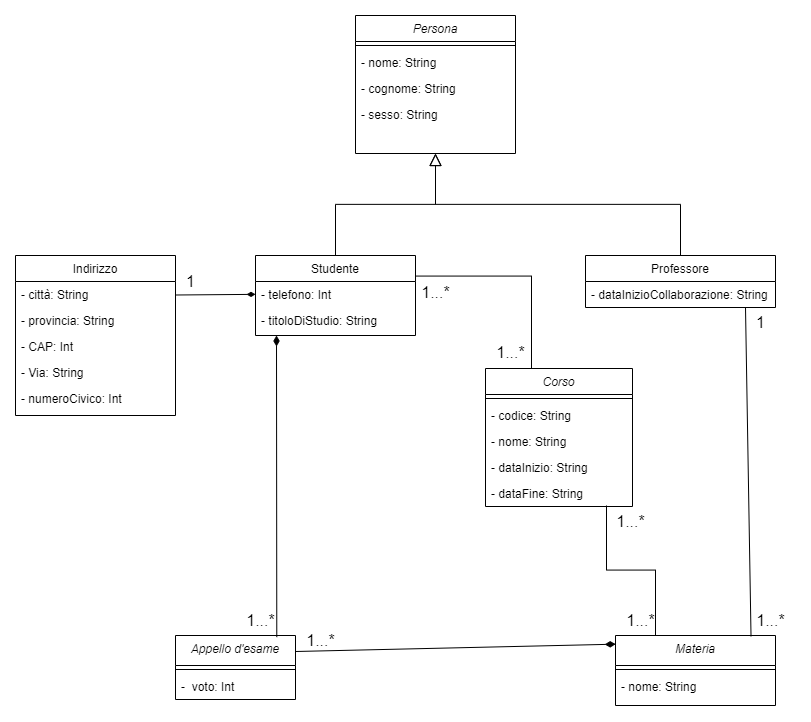 Persona
- nome: String
- cognome: String
- sesso: String
Indirizzo
- città: String
- provincia: String
- CAP: Int
- Via: String
- numeroCivico: Int
1
Studente
- telefono: Int
- titoloDiStudio: String
1...*
1...*
Professore
- dataInizioCollaborazione: String
1
Corso
- codice: String
- nome: String
- dataInizio: String
- dataFine: String
1...*
1...*
1...*
1...*
1...*
Appello d'esame
- voto: Int
Materia
- nome: String